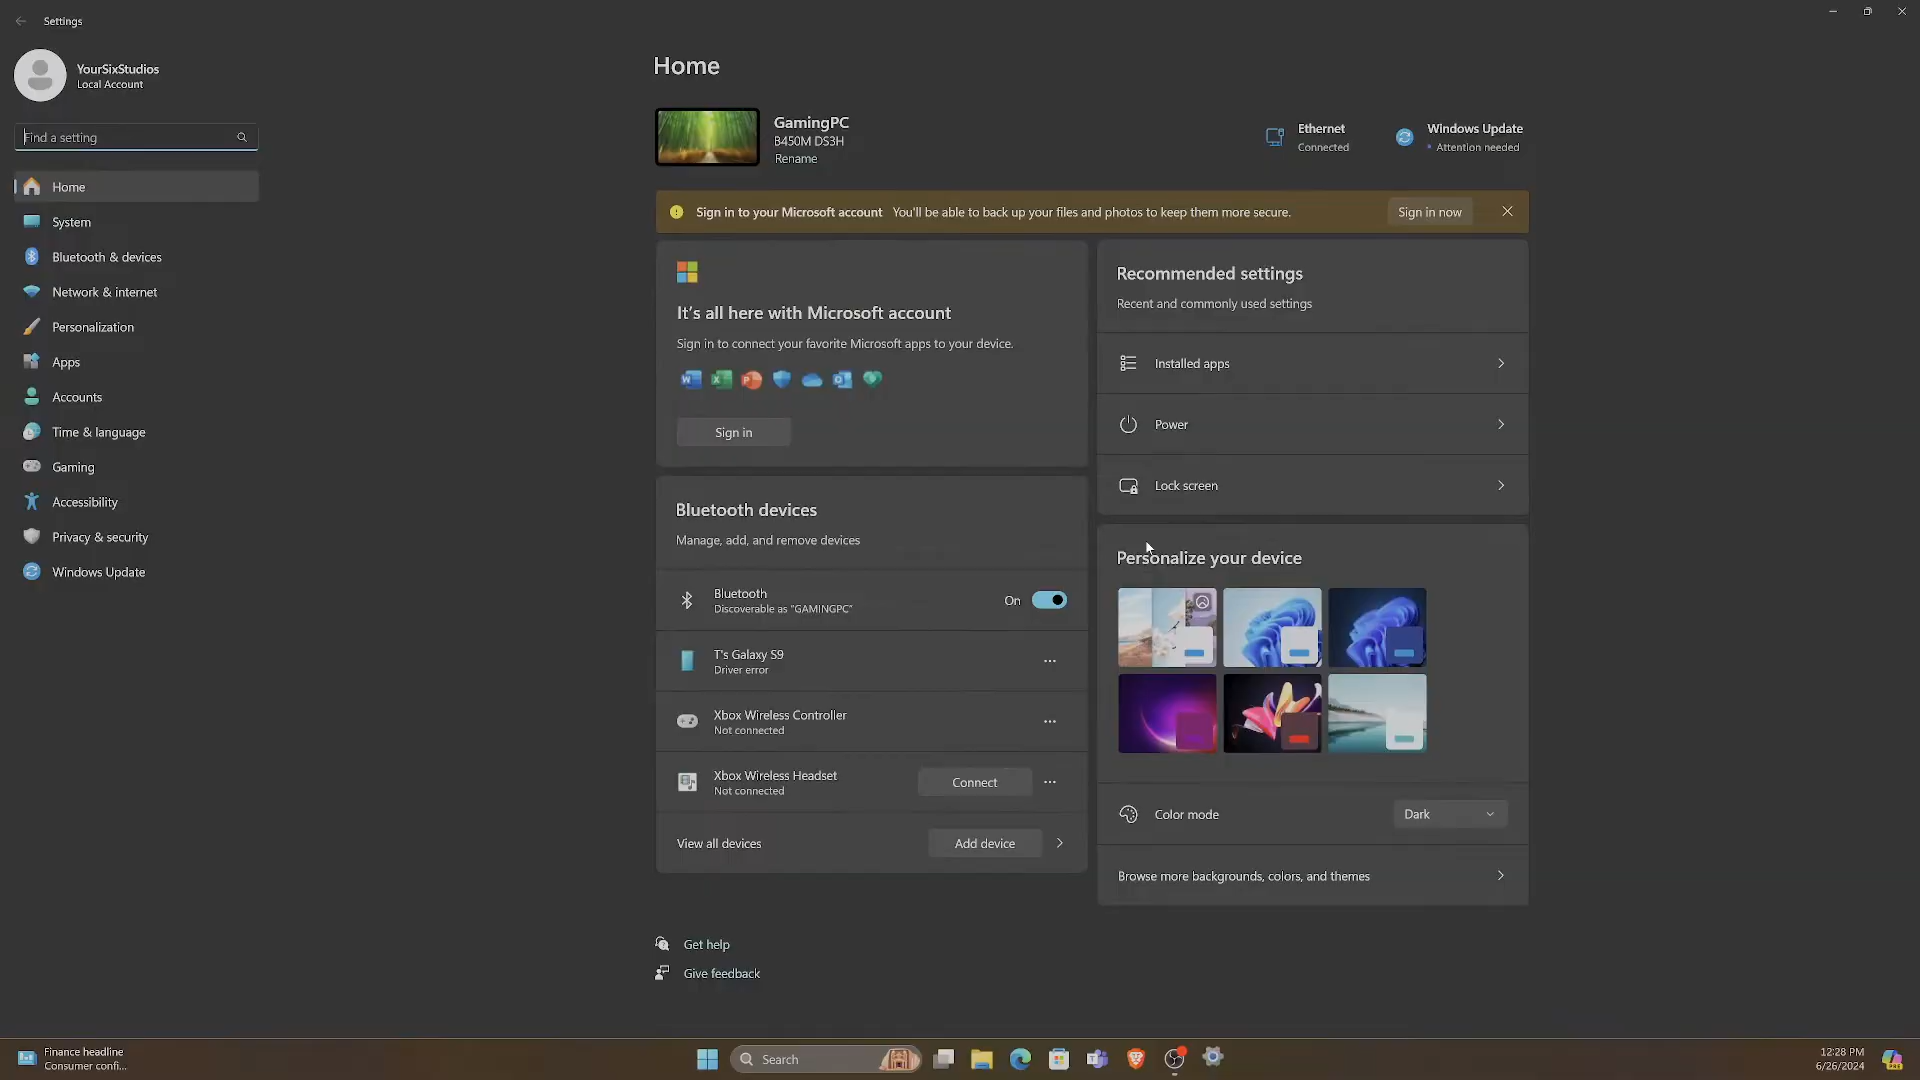 Settings
YourSixStudios
Local Account
Find a setting
Home
System
Bluetooth & devices
Network & internet
Personalization
Apps
Accounts
Time & language
Gaming
Accessibility
Privacy & security
Windows Update
Home
GamingPC
B450M DS3H
Rename
Ethernet
Connected
Windows Update
Attention needed
Sign in to your Microsoft account You'll be able to back up your files and photos to keep them more secure.
Sign in now
It's all here with Microsoft account
Sign in to connect your favorite Microsoft apps to your device.
Sign in
Bluetooth devices
Manage, add, and remove devices
Bluetooth
Discoverable as "GAMINGPC"
On
T's Galaxy S9
Driver error
Xbox Wireless Controller
Not connected
Xbox Wireless Headset
Not connected
Connect
View all devices
Add device
Recommended settings
Recent and commonly used settings
Installed apps
Power
Lock screen
Personalize your device
Color mode
Dark
Browse more backgrounds, colors, and themes
Get help
Give feedback
Finance headline
Consumer confi...
Search
12:28 PM
6/26/2024